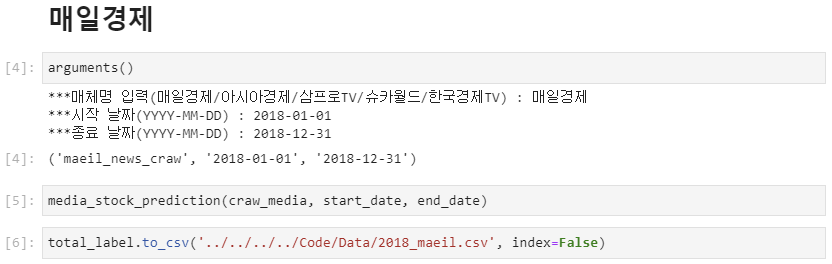 매일경제
[4]: arguments()
***매체명 입력(매일경제/아시아경제/삼프로TV/슈카월드/한국경제TV) : 매일경제
***시작 날짜(YYYY-MM-DD) : 2018-01-01
***종료 날짜(YYYY-MM-DD) : 2018-12-31
[4]: ('maeil_news_craw', '2018-01-01', '2018-12-31')
[5]: media_stock_prediction(craw_media, start_date, end_date)
[6]: total_label.to_csv('../../../../Code/Data/2018_maeil.csv', index=False)